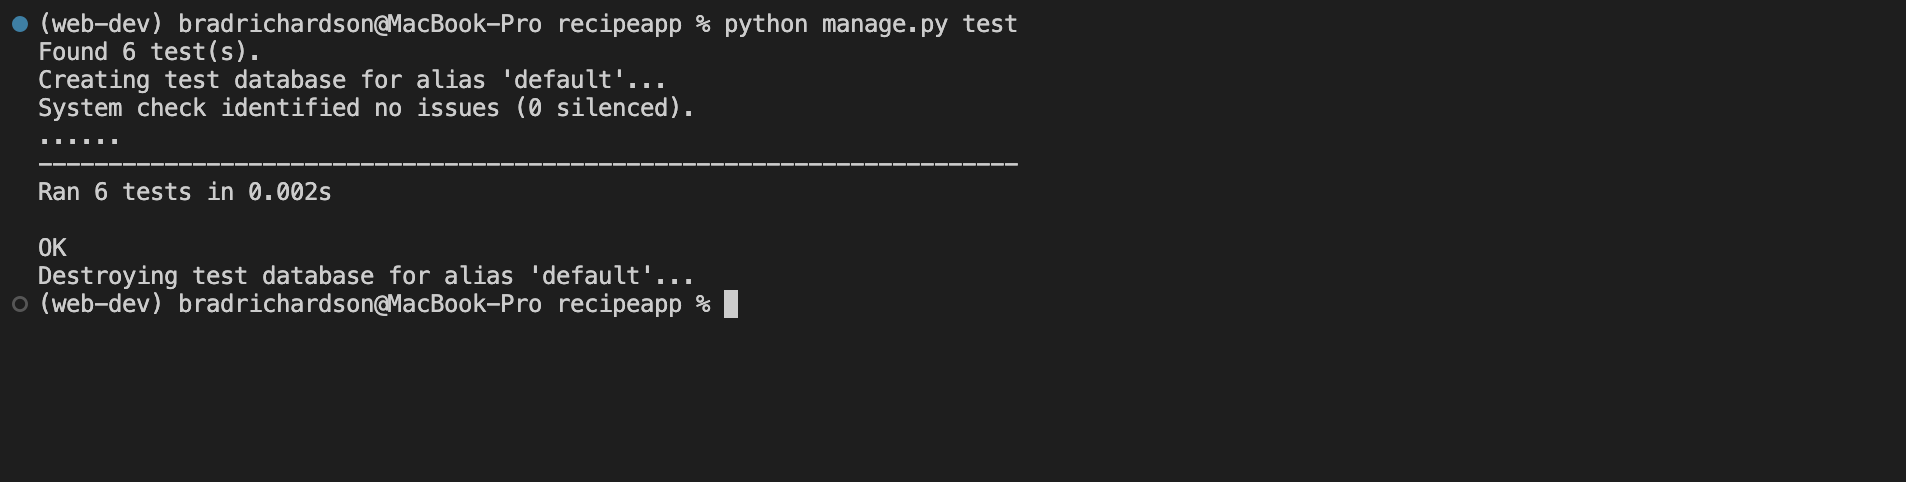 (web-dev) bradrichardson@MacBook-Pro recipeapp % python manage.py test
Found 6 test(s).
Creating test database for alias 'default'...
System check identified no issues (0 silenced).
......
----------------------------------------------------------------------
Ran 6 tests in 0.002s

OK
Destroying test database for alias 'default'...
(web-dev) bradrichardson@MacBook-Pro recipeapp %